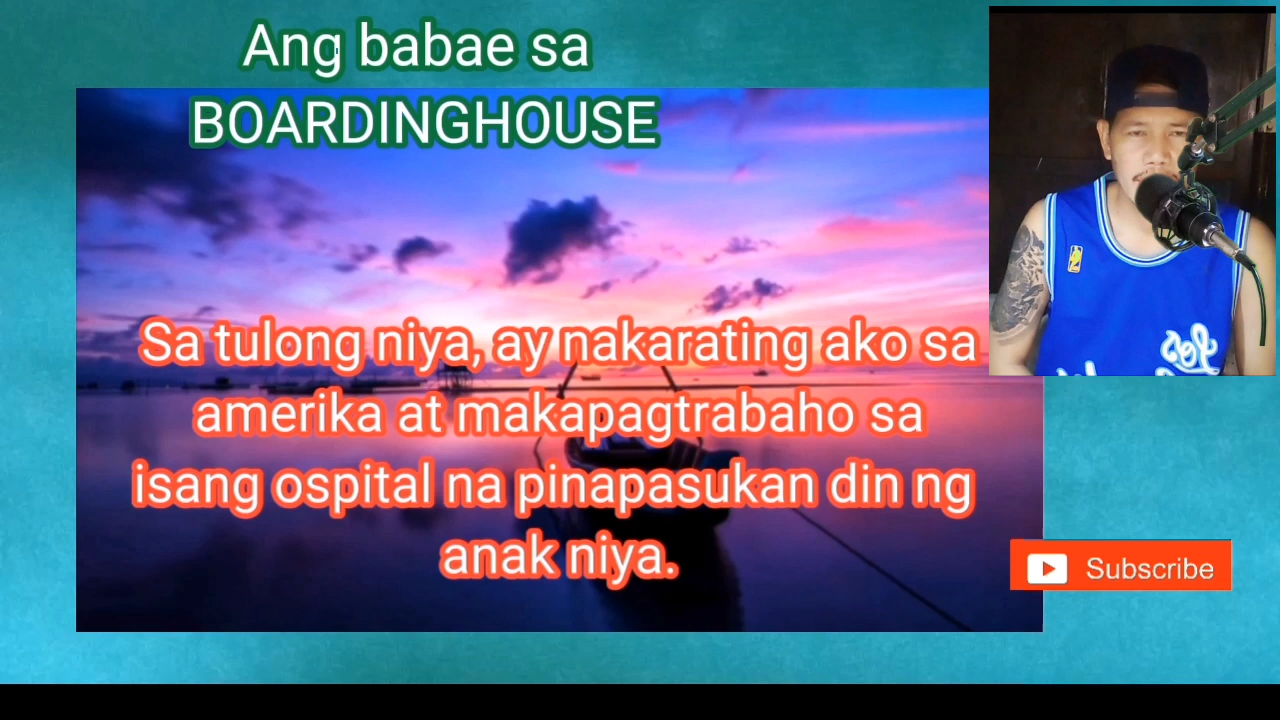 Ang babae sa
BOARDINGHOUSE
Sa tulong niya, ay nakarating ako sa
amerika at makapagtrabaho sa
isang ospital na pinapasukan din ng
anak niya.
Subscribe